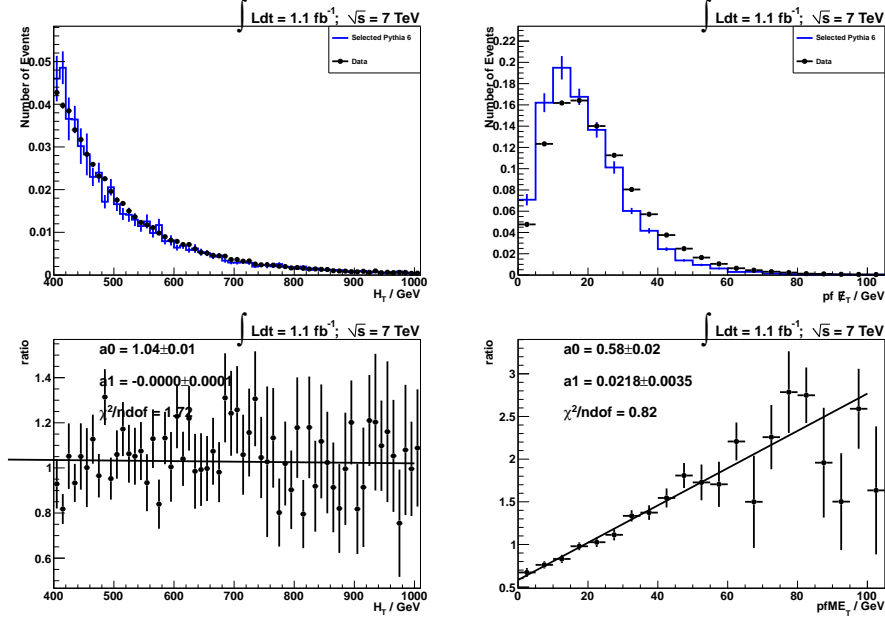 ∫ Ldt = 1.1 fb⁻¹; √s = 7 TeV
Number of Events
Selected Pythia 6
Data
0.05
0.04
0.03
0.02
0.01
0
400 500 600 700 800 900 1000
H_T / GeV
∫ Ldt = 1.1 fb⁻¹; √s = 7 TeV
Number of Events
Selected Pythia 6
Data
0.22
0.2
0.18
0.16
0.14
0.12
0.1
0.08
0.06
0.04
0.02
0
0 20 40 60 80 100
pf E̸_T / GeV
∫ Ldt = 1.1 fb⁻¹; √s = 7 TeV
ratio
a0 = 1.04±0.01
a1 = -0.0000±0.0001
χ²/ndof = 1.72
1.4
1.2
1
0.8
0.6
400 500 600 700 800 900 1000
H_T / GeV
∫ Ldt = 1.1 fb⁻¹; √s = 7 TeV
ratio
a0 = 0.58±0.02
a1 = 0.0218±0.0035
χ²/ndof = 0.82
3
2.5
2
1.5
1
0.5
0 20 40 60 80 100
pfME_T / GeV